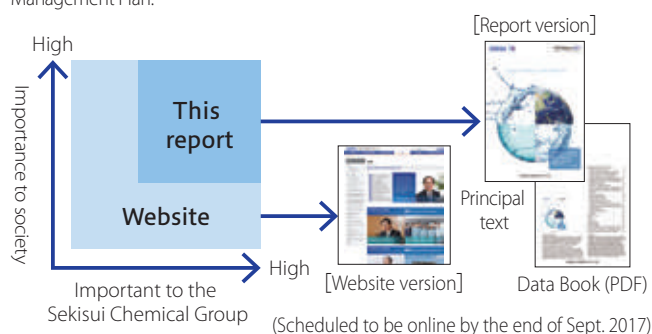 Management Plan.
[Report version]
High
Importance to society
This
report
Website
Principal
text
High
[Website version]
Data Book (PDF)
Important to the
Sekisui Chemical Group
(Scheduled to be online by the end of Sept. 2017)